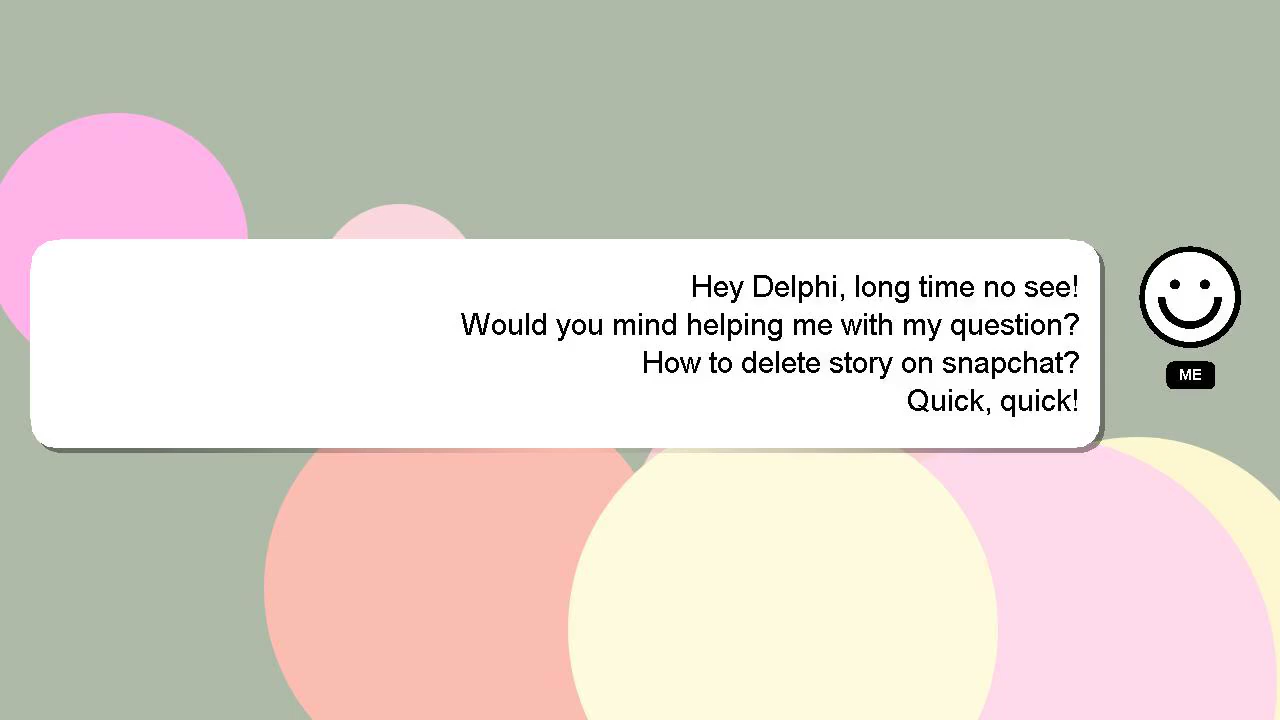 Hey Delphi, long time no see!
Would you mind helping me with my question?
How to delete story on snapchat?
Quick, quick!
ME